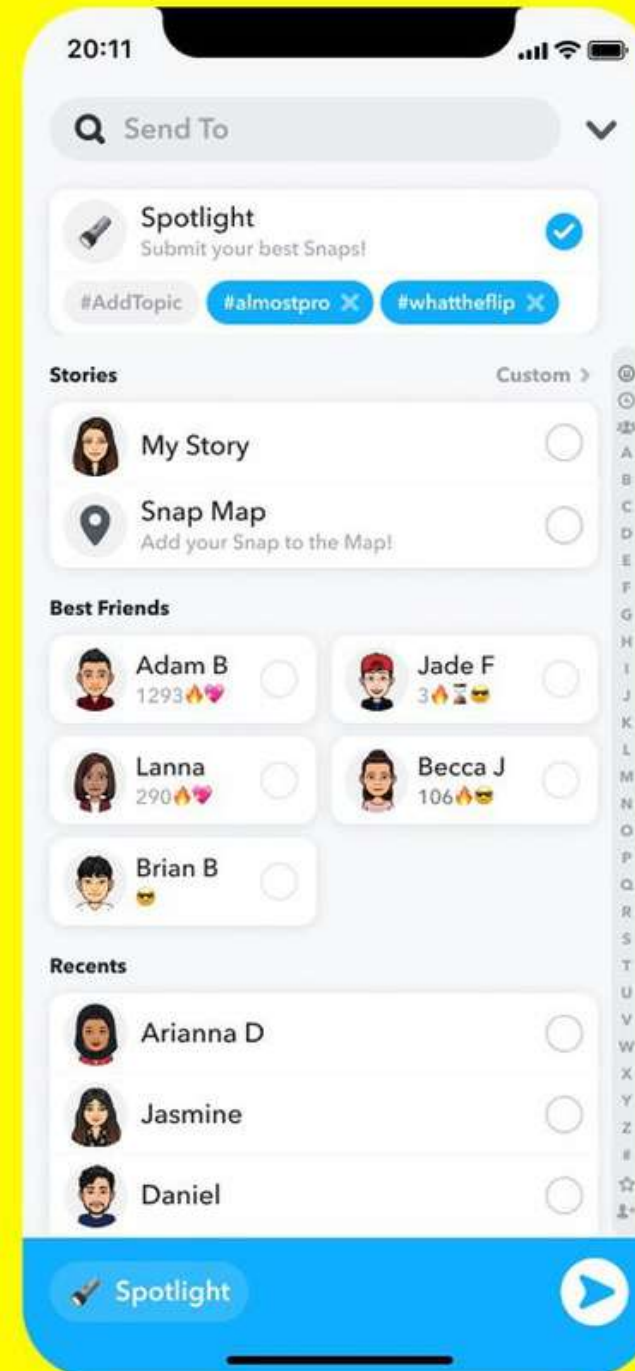 20:11
Send To
Spotlight
Submit your best Snaps!
#AddTopic #almostpro #whattheflip
Stories Custom
My Story
Snap Map
Add your Snap to the Map!
Best Friends
Adam B Jade F
1293🔥💖 3🔥⌛😎
Lanna Becca J
290🔥💖 106🔥😎
Brian B
😎
Recents
Arianna D
Jasmine
Daniel
Spotlight
A
B
C
D
E
F
G
H
I
J
K
L
M
N
O
P
Q
R
S
T
U
V
W
X
Y
Z
#